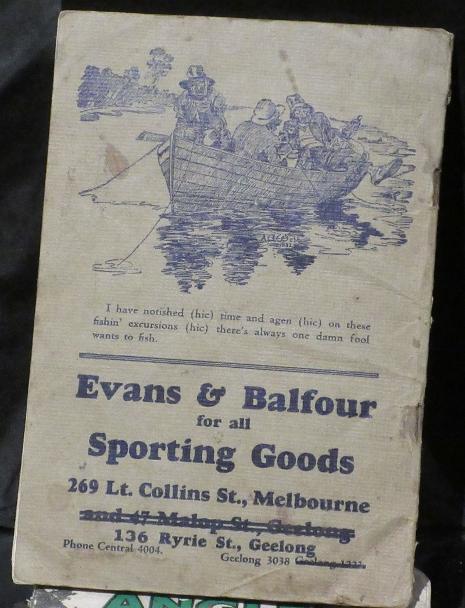 I have notished (hic) time and agen (hic) on these
fishin' excursions (hic) there's always one damn fool
wants to fish.
Evans & Balfour
for all
Sporting Goods
269 Lt. Collins St., Melbourne
and 47 Malop St., Geelong
136 Ryrie St., Geelong
Phone Central 4004.
Geelong 3038 Geelong 1222.